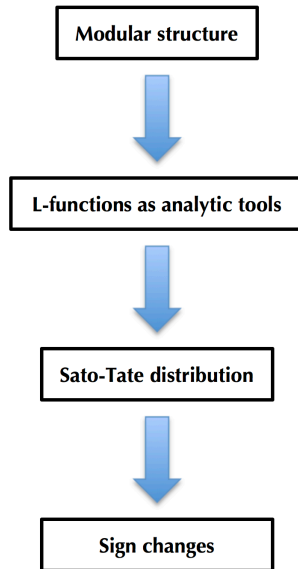 Modular structure
L-functions as analytic tools
Sato-Tate distribution
Sign changes